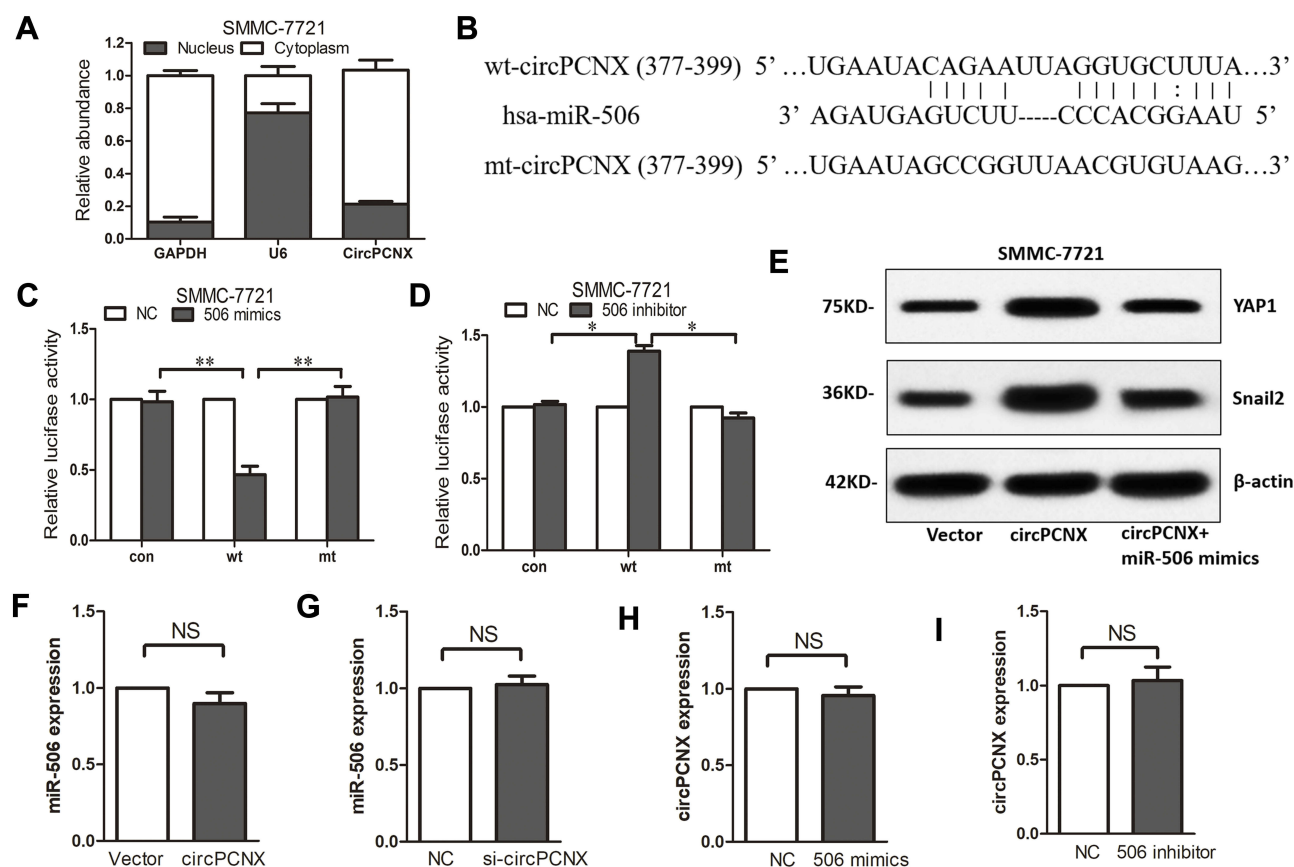 A
SMMC-7721
Nucleus Cytoplasm
Relative abundance
1.2
1.0
0.8
0.6
0.4
0.2
0.0
GAPDH U6 CircPCNX
B
wt-circPCNX (377-399) 5’ …UGAAUACAGAAUUAGGUGCUUUA…3’
| | | | | | | | | | : | | |
hsa-miR-506 3’ AGAUGAGUCUU-----CCCACGGAAU 5’
mt-circPCNX (377-399) 5’ …UGAAUAGCCGGUUAACGUGUAAG…3’
C
SMMC-7721
NC 506 mimics
Relative lucifase activity
1.5
1.0
0.5
0.0
** **
con wt mt
D
SMMC-7721
NC 506 inhibitor
Relative lucifase activity
1.5
1.0
0.5
0.0
* *
con wt mt
E
SMMC-7721
75KD- YAP1
36KD- Snail2
42KD- β-actin
Vector circPCNX circPCNX+
miR-506 mimics
F
miR-506 expression
1.5
1.0
0.5
0.0
NS
Vector circPCNX
G
miR-506 expression
1.5
1.0
0.5
0.0
NS
NC si-circPCNX
H
circPCNX expression
1.5
1.0
0.5
0.0
NS
NC 506 mimics
I
circPCNX expression
1.5
1.0
0.5
0.0
NS
NC 506 inhibitor